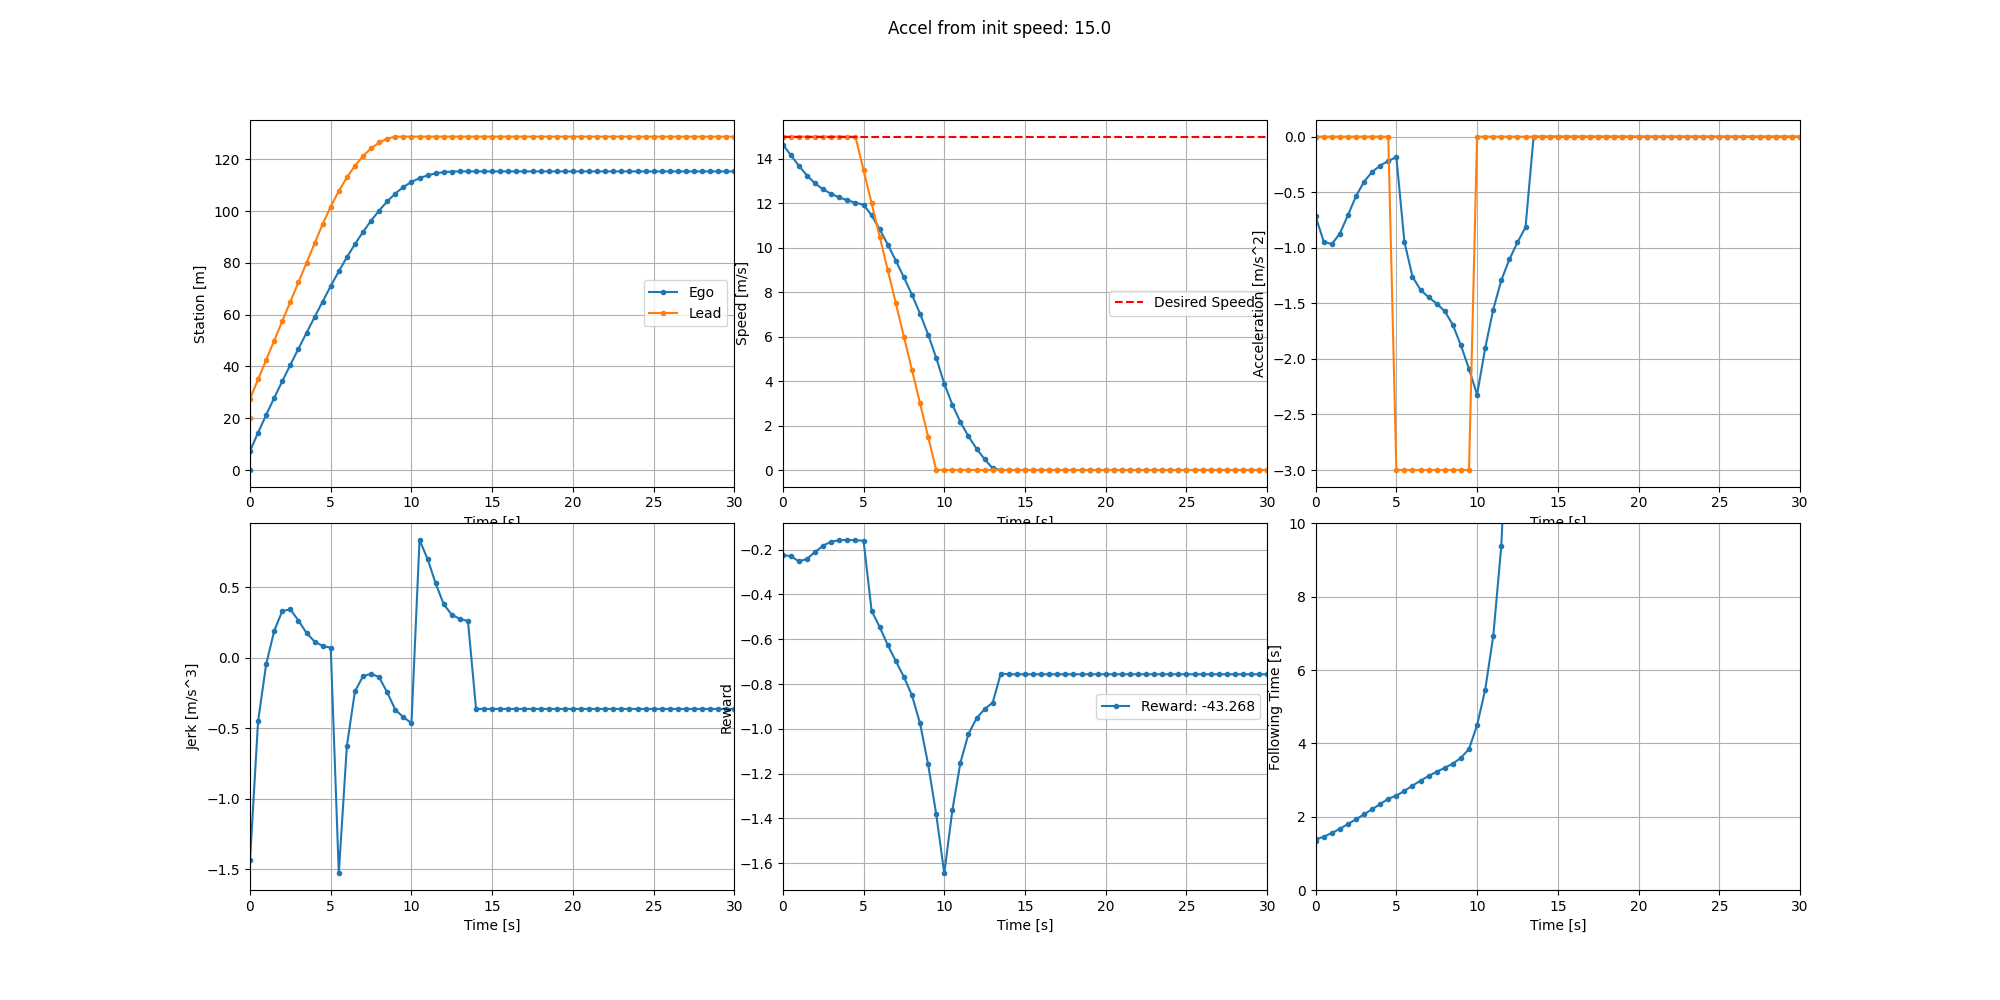 Accel from init speed: 15.0
Station [m]
120
100
80
60
40
20
0
Ego
Lead
0 5 10 15 20 25 30
Time [s]
Speed [m/s]
14
12
10
8
6
4
2
0
Desired Speed
0 5 10 15 20 25 30
Time [s]
Acceleration [m/s^2]
0.0
−0.5
−1.0
−1.5
−2.0
−2.5
−3.0
0 5 10 15 20 25 30
Time [s]
Jerk [m/s^3]
0.5
0.0
−0.5
−1.0
−1.5
0 5 10 15 20 25 30
Time [s]
Reward
−0.2
−0.4
−0.6
−0.8
−1.0
−1.2
−1.4
−1.6
Reward: -43.268
0 5 10 15 20 25 30
Time [s]
Following Time [s]
10
8
6
4
2
0
0 5 10 15 20 25 30
Time [s]